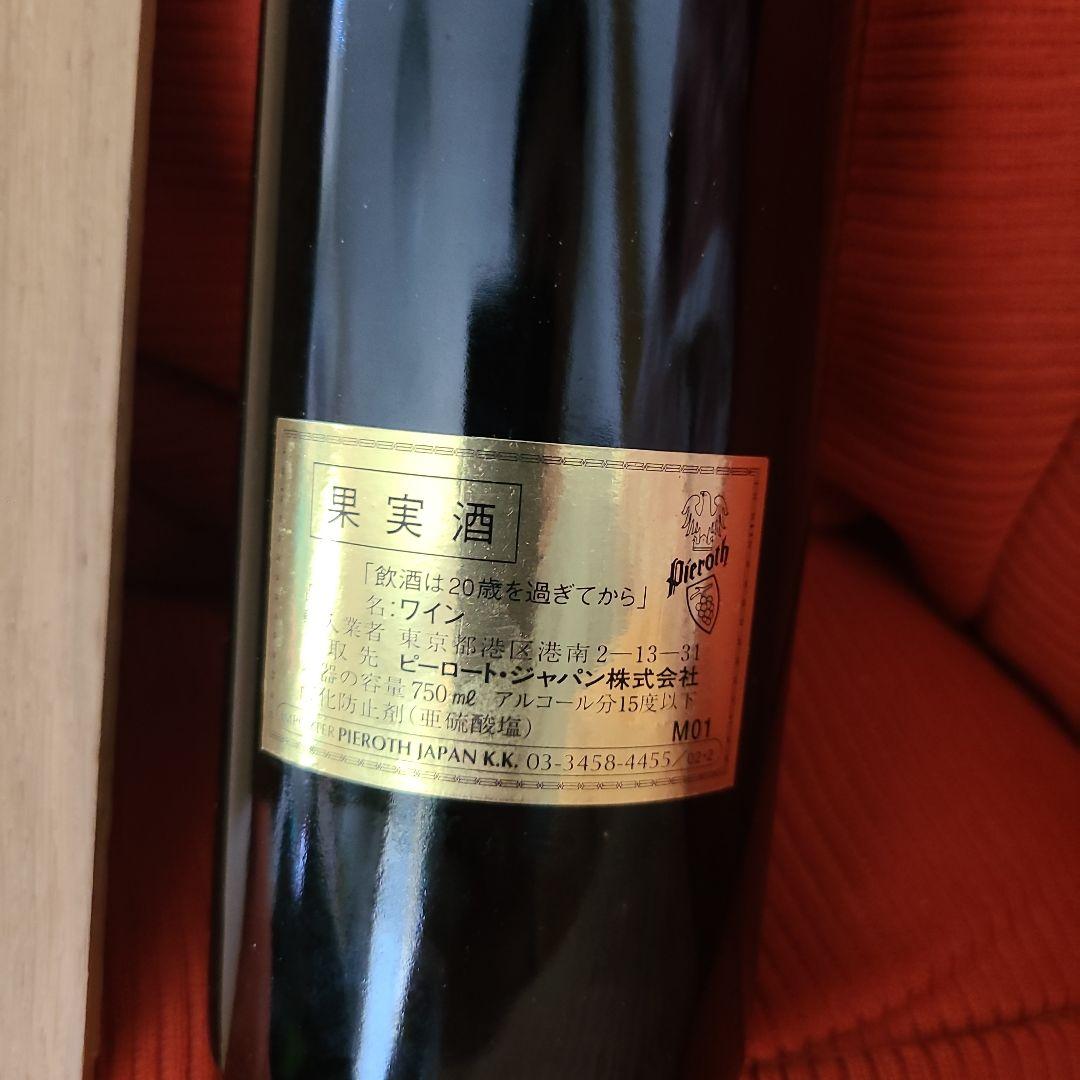 果実酒
Pieroth
「飲酒は20歳を過ぎてから」
名:ワイン
入業者 東京都港区港南2―13―31
取先 ピーロート・ジャパン株式会社
器の容量750㎖ アルコール分15度以下
化防止剤(亜硫酸塩)
M01
IMPORTER PIEROTH JAPAN K.K. 03-3458-4455/02-2